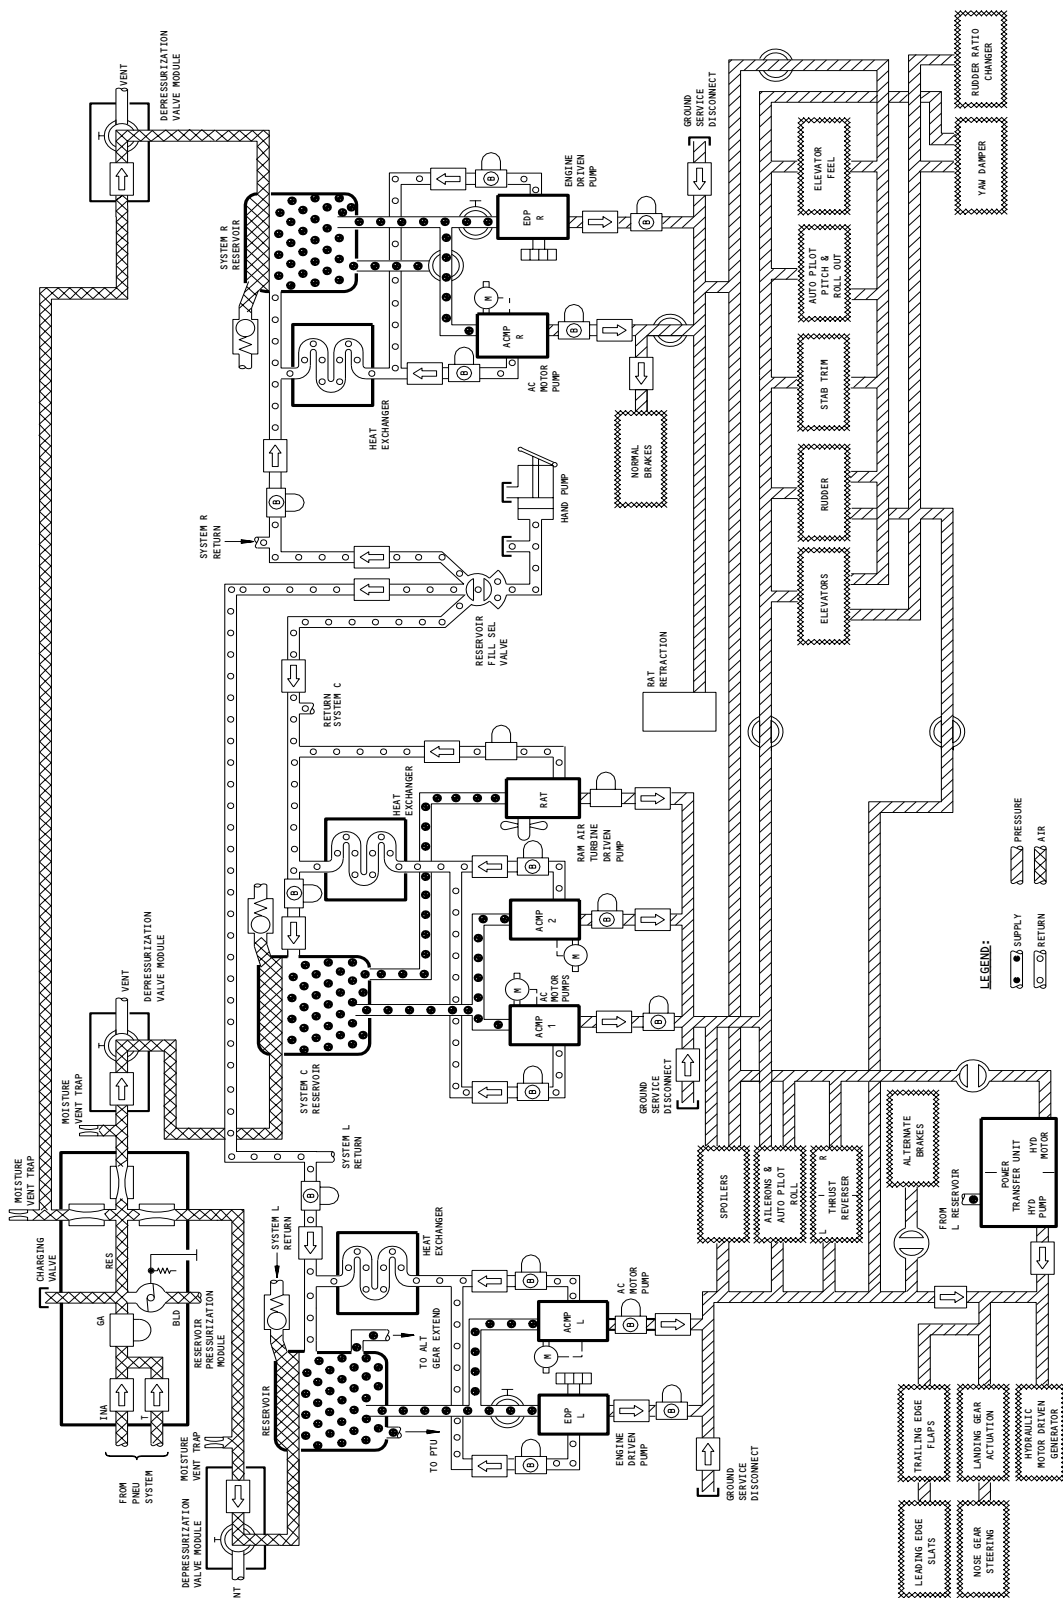 FROM
PNEU
SYSTEM
INA
T
GA
RES
BLD
CHARGING
VALVE
MOISTURE
VENT TRAP
MOISTURE
VENT TRAP
MOISTURE
VENT TRAP
RESERVOIR
PRESSURIZATION
MODULE
VENT
DEPRESSURIZATION
VALVE MODULE
VENT
DEPRESSURIZATION
VALVE MODULE
DEPRESSURIZATION
VALVE MODULE
NT
SYSTEM L
RETURN
SYSTEM L
RETURN
B
RESERVOIR
HEAT
EXCHANGER
TO PTU
TO ALT
GEAR EXTEND
M
B
B
EDP
L
ACMP
L
AC
MOTOR
PUMP
B
B
ENGINE
DRIVEN
PUMP
GROUND
SERVICE
DISCONNECT
SYSTEM C
RESERVOIR
B
HEAT
EXCHANGER
RETURN
SYSTEM C
M
M
AC
MOTOR
PUMPS
B
B
ACMP
1
ACMP
2
RAT
RAM AIR
TURBINE
DRIVEN
PUMP
B
B
GROUND
SERVICE
DISCONNECT
SYSTEM R
RETURN
B
RESERVOIR
FILL SEL
VALVE
HAND PUMP
SYSTEM R
RESERVOIR
HEAT
EXCHANGER
M
B
B
ACMP
R
EDP
R
AC
MOTOR
PUMP
ENGINE
DRIVEN
PUMP
B
B
GROUND
SERVICE
DISCONNECT
NORMAL
BRAKES
RAT
RETRACTION
SPOILERS
AILERONS &
AUTO PILOT
ROLL
L
R
THRUST
REVERSER
ALTERNATE
BRAKES
FROM
L RESERVOIR
POWER
TRANSFER UNIT
HYD
PUMP
HYD
MOTOR
ELEVATORS
RUDDER
STAB TRIM
AUTO PILOT
PITCH &
ROLL OUT
ELEVATOR
FEEL
YAW DAMPER
RUDDER RATIO
CHANGER
LEADING EDGE
SLATS
TRAILING EDGE
FLAPS
NOSE GEAR
STEERING
LANDING GEAR
ACTUATION
HYDRAULIC
MOTOR DRIVEN
GENERATOR
LEGEND:
SUPPLY
PRESSURE
RETURN
AIR